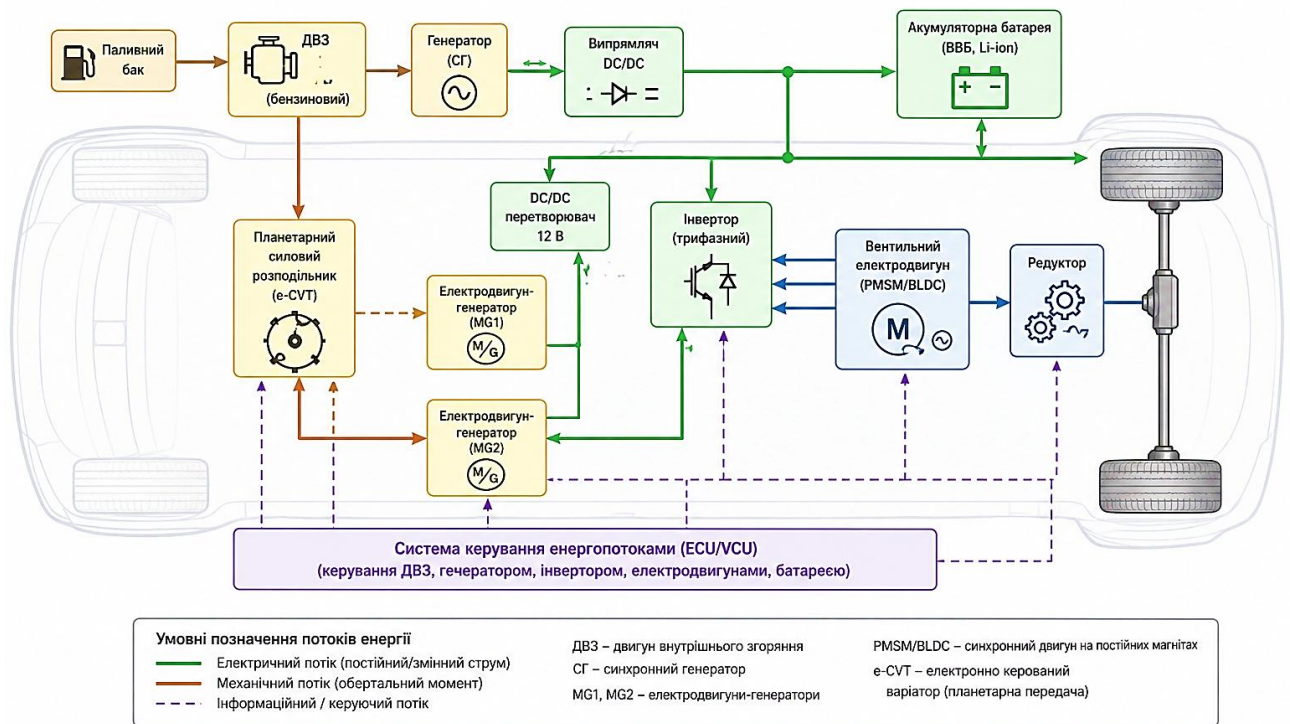 Паливний
бак
ДВЗ
(бензиновий)
Генератор
(СГ)
Випрямляч
DC/DC
Акумуляторна батарея
(ВВБ, Li-ion)
+ −
DC/DC
перетворювач
12 В
Інвертор
(трифазний)
Вентильний
електродвигун
(PMSM/BLDC)
M
Редуктор
Планетарний
силовий
розподільник
(e-CVT)
Електродвигун-
генератор
(MG1)
M/G
Електродвигун-
генератор
(MG2)
M/G
Система керування енергопотоками (ECU/VCU)
(керування ДВЗ, гечератором, інвертором, електродвигунами, батареєю)
Умовні позначення потоків енергії
Електричний потік (постійний/змінний струм)
Механічний потік (обертальний момент)
Інформаційний / керуючий потік
ДВЗ – двигун внутрішнього згоряння
СГ – синхронний генератор
MG1, MG2 – електродвигуни-генератори
PMSM/BLDC – синхронний двигун на постійних магнітах
e-CVT – електронно керований
варіатор (планетарна передача)